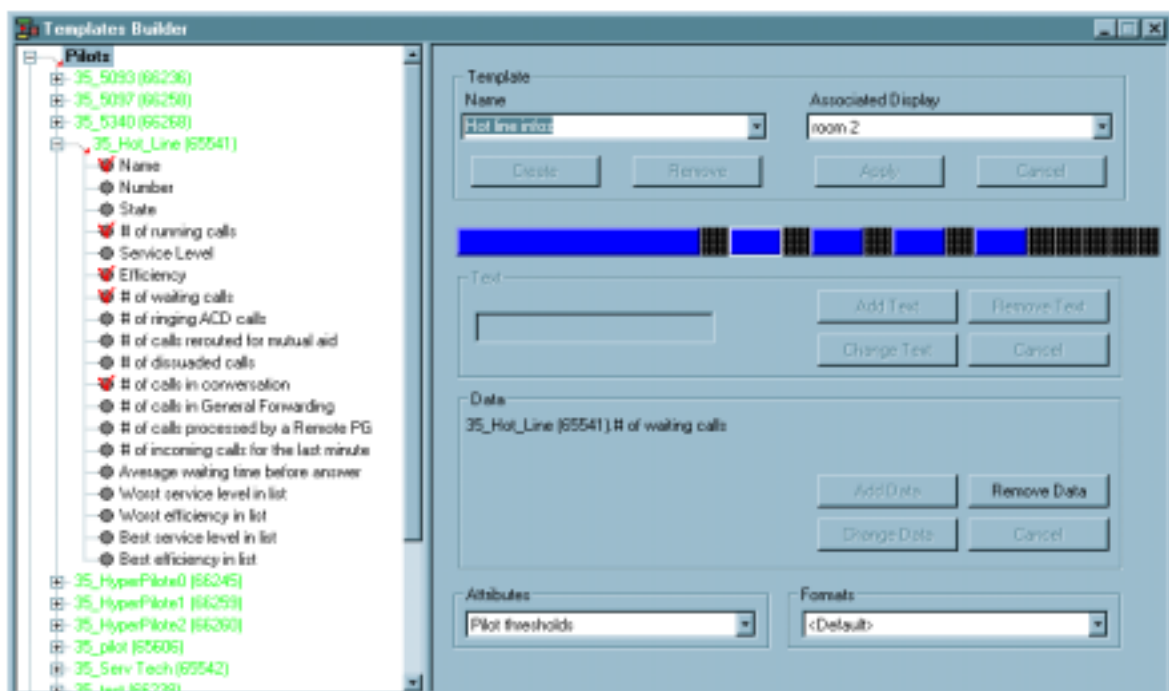 Templates Builder
Pilots
35_5093 (66236)
35_5097 (66258)
35_5340 (66268)
35_Hot_Line (65541)
Name
Number
State
# of running calls
Service Level
Efficiency
# of waiting calls
# of ringing ACD calls
# of calls rerouted for mutual aid
# of dissuaded calls
# of calls in conversation
# of calls in General Forwarding
# of calls processed by a Remote PG
# of incoming calls for the last minute
Average waiting time before answer
Worst service level in list
Worst efficiency in list
Best service level in list
Best efficiency in list
35_HyperPilote0 (66245)
35_HyperPilote1 (66259)
35_HyperPilote2 (66260)
35_pilot (65606)
35_Serv Tech (65542)
Template
Name
Associated Display
Hot line infos
room 2
Create
Remove
Apply
Cancel
Text
Add Text
Remove Text
Change Text
Cancel
Data
35_Hot_Line (65541).# of waiting calls
Add Data
Remove Data
Change Data
Cancel
Attributes
Formats
Pilot thresholds
<Default>